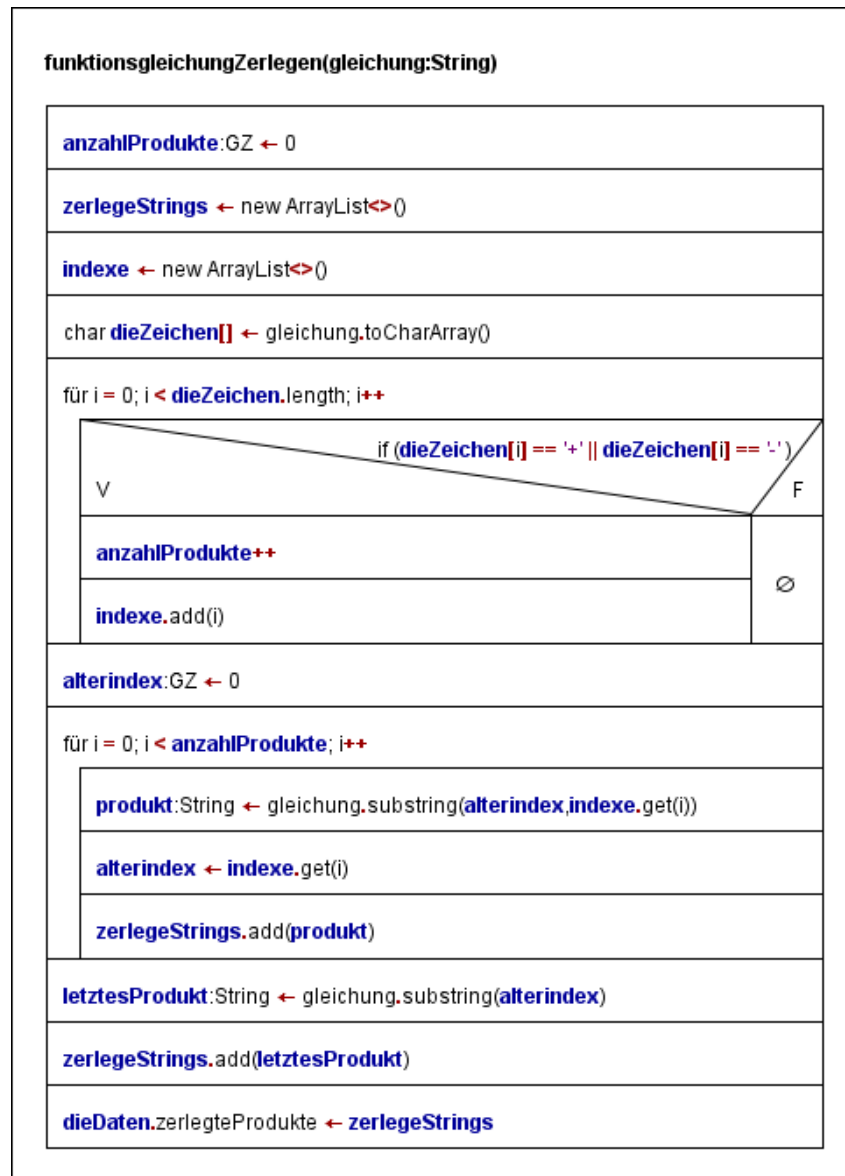 funktionsgleichungZerlegen(gleichung:String)
anzahlProdukte:GZ ← 0
zerlegeStrings ← new ArrayList<>()
indexe ← new ArrayList<>()
char dieZeichen[] ← gleichung.toCharArray()
für i = 0; i < dieZeichen.length; i++
if (dieZeichen[i] == '+' || dieZeichen[i] == '-' )
V F
anzahlProdukte++
∅
indexe.add(i)
alterindex:GZ ← 0
für i = 0; i < anzahlProdukte; i++
produkt:String ← gleichung.substring(alterindex,indexe.get(i))
alterindex ← indexe.get(i)
zerlegeStrings.add(produkt)
letztesProdukt:String ← gleichung.substring(alterindex)
zerlegeStrings.add(letztesProdukt)
dieDaten.zerlegteProdukte ← zerlegeStrings